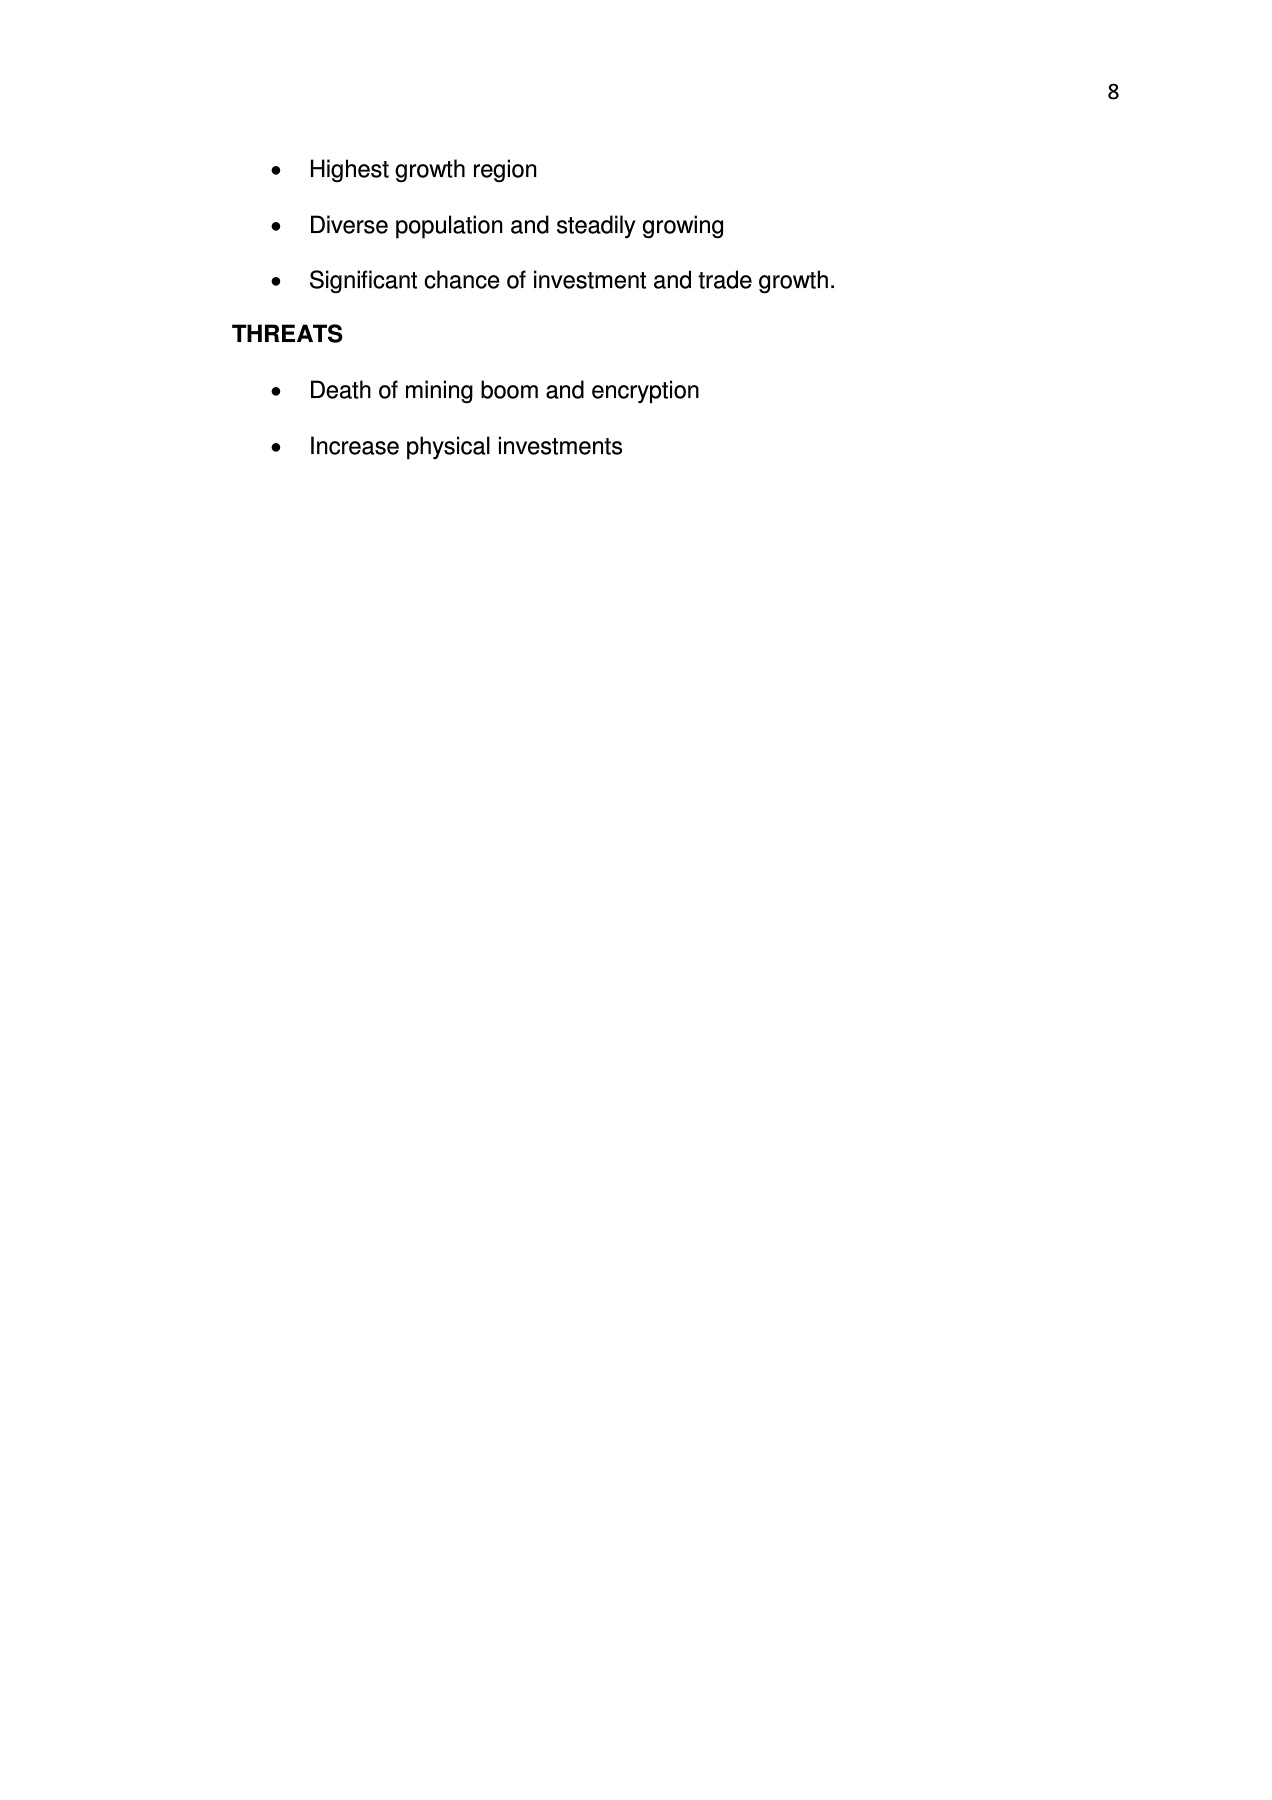 8
• Highest growth region
• Diverse population and steadily growing
• Significant chance of investment and trade growth.
THREATS
• Death of mining boom and encryption
• Increase physical investments